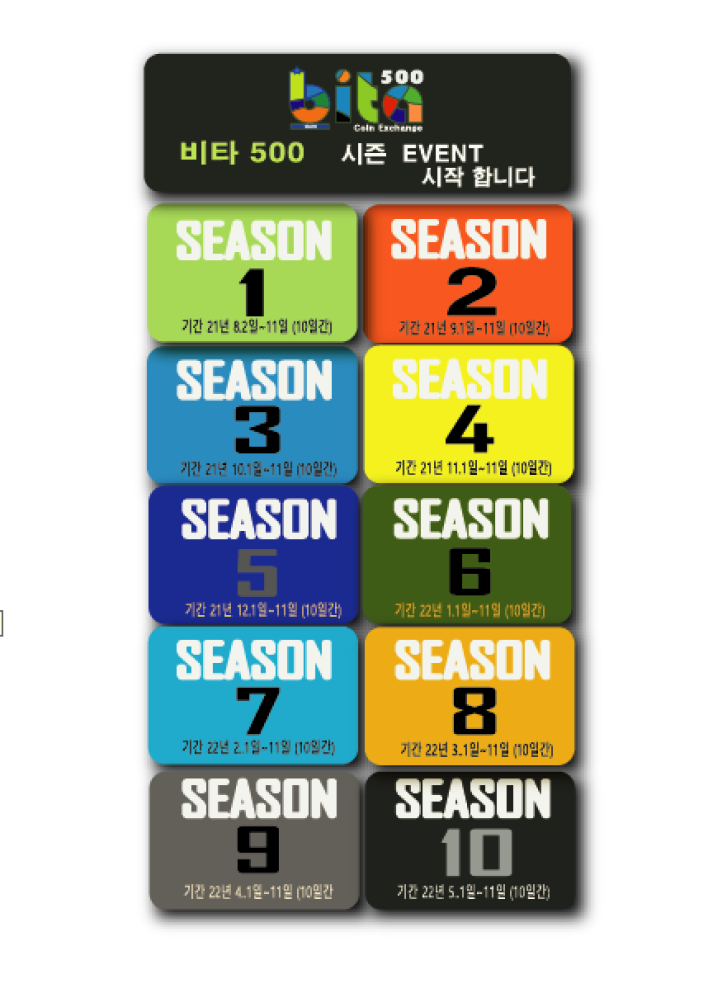 bita 500
Coin Exchange
비타 500 시즌 EVENT
시작 합니다
SEASON
1
기간 21년 8.2일~11일 (10일간)
SEASON
2
기간 21년 9.1일~11일 (10일간)
SEASON
3
기간 21년 10.1일~11일 (10일간)
SEASON
4
기간 21년 11.1일~11일 (10일간)
SEASON
5
기간 21년 12.1일~11일 (10일간)
SEASON
6
기간 22년 1.1일~11일 (10일간)
SEASON
7
기간 22년 2..1일~11일 (10일간)
SEASON
8
기간 22년 3..1일~11일 (10일간)
SEASON
9
기간 22년 4..1일~11일 (10일간
SEASON
10
기간 22년 5..1일~11일 (10일간)